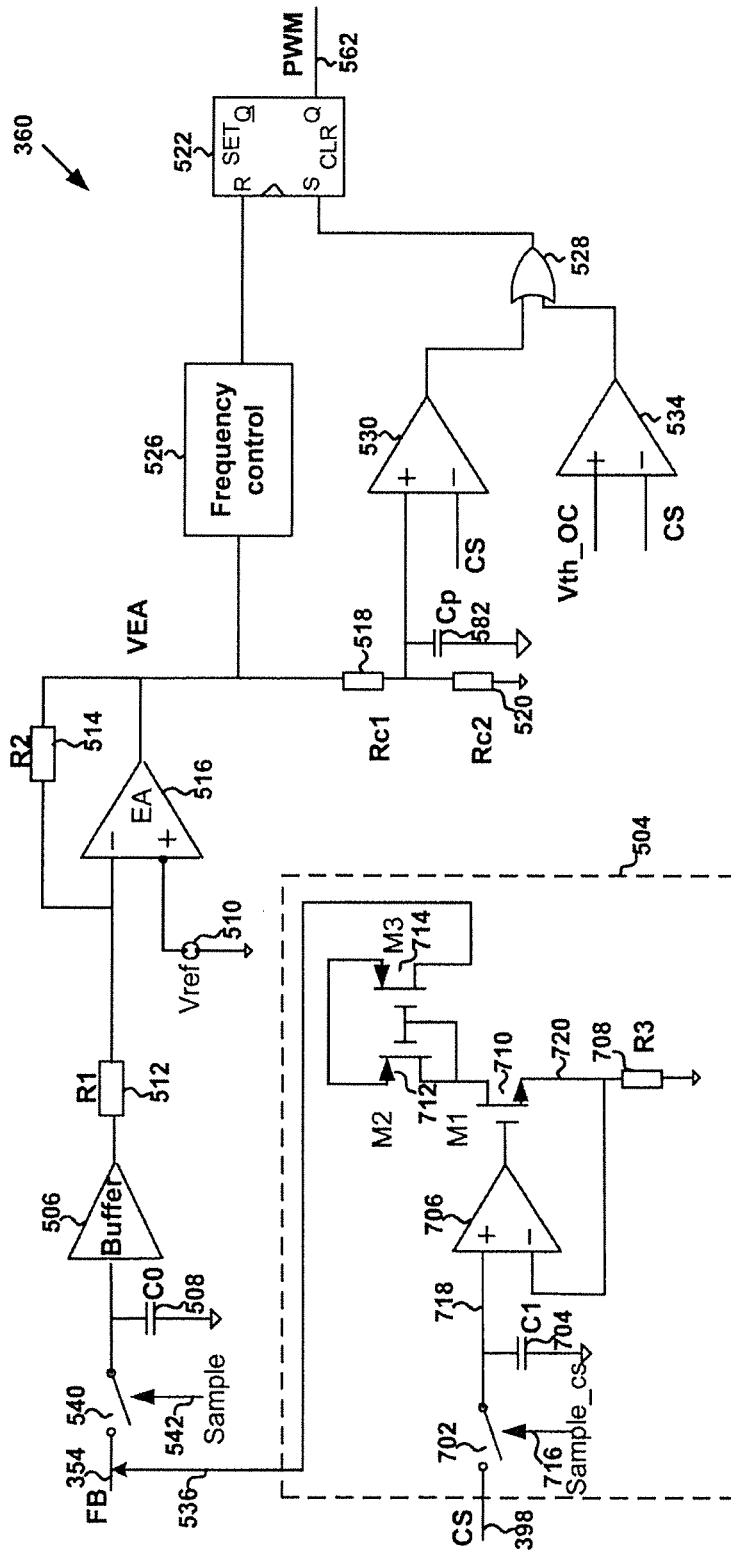 360
FB
354
540
542
Sample
C0
508
506
Buffer
R1
512
R2
514
EA
−
+
516
Vref
510
VEA
526
Frequency
control
522
R
SET
Q
S
CLR
Q
PWM
562
Rc1
518
Rc2
520
Cp
582
530
+
−
CS
528
534
Vth_OC
+
−
CS
504
536
CS
398
702
716
Sample_cs
C1
704
718
706
+
−
M1
710
M2
712
M3
714
720
708
R3